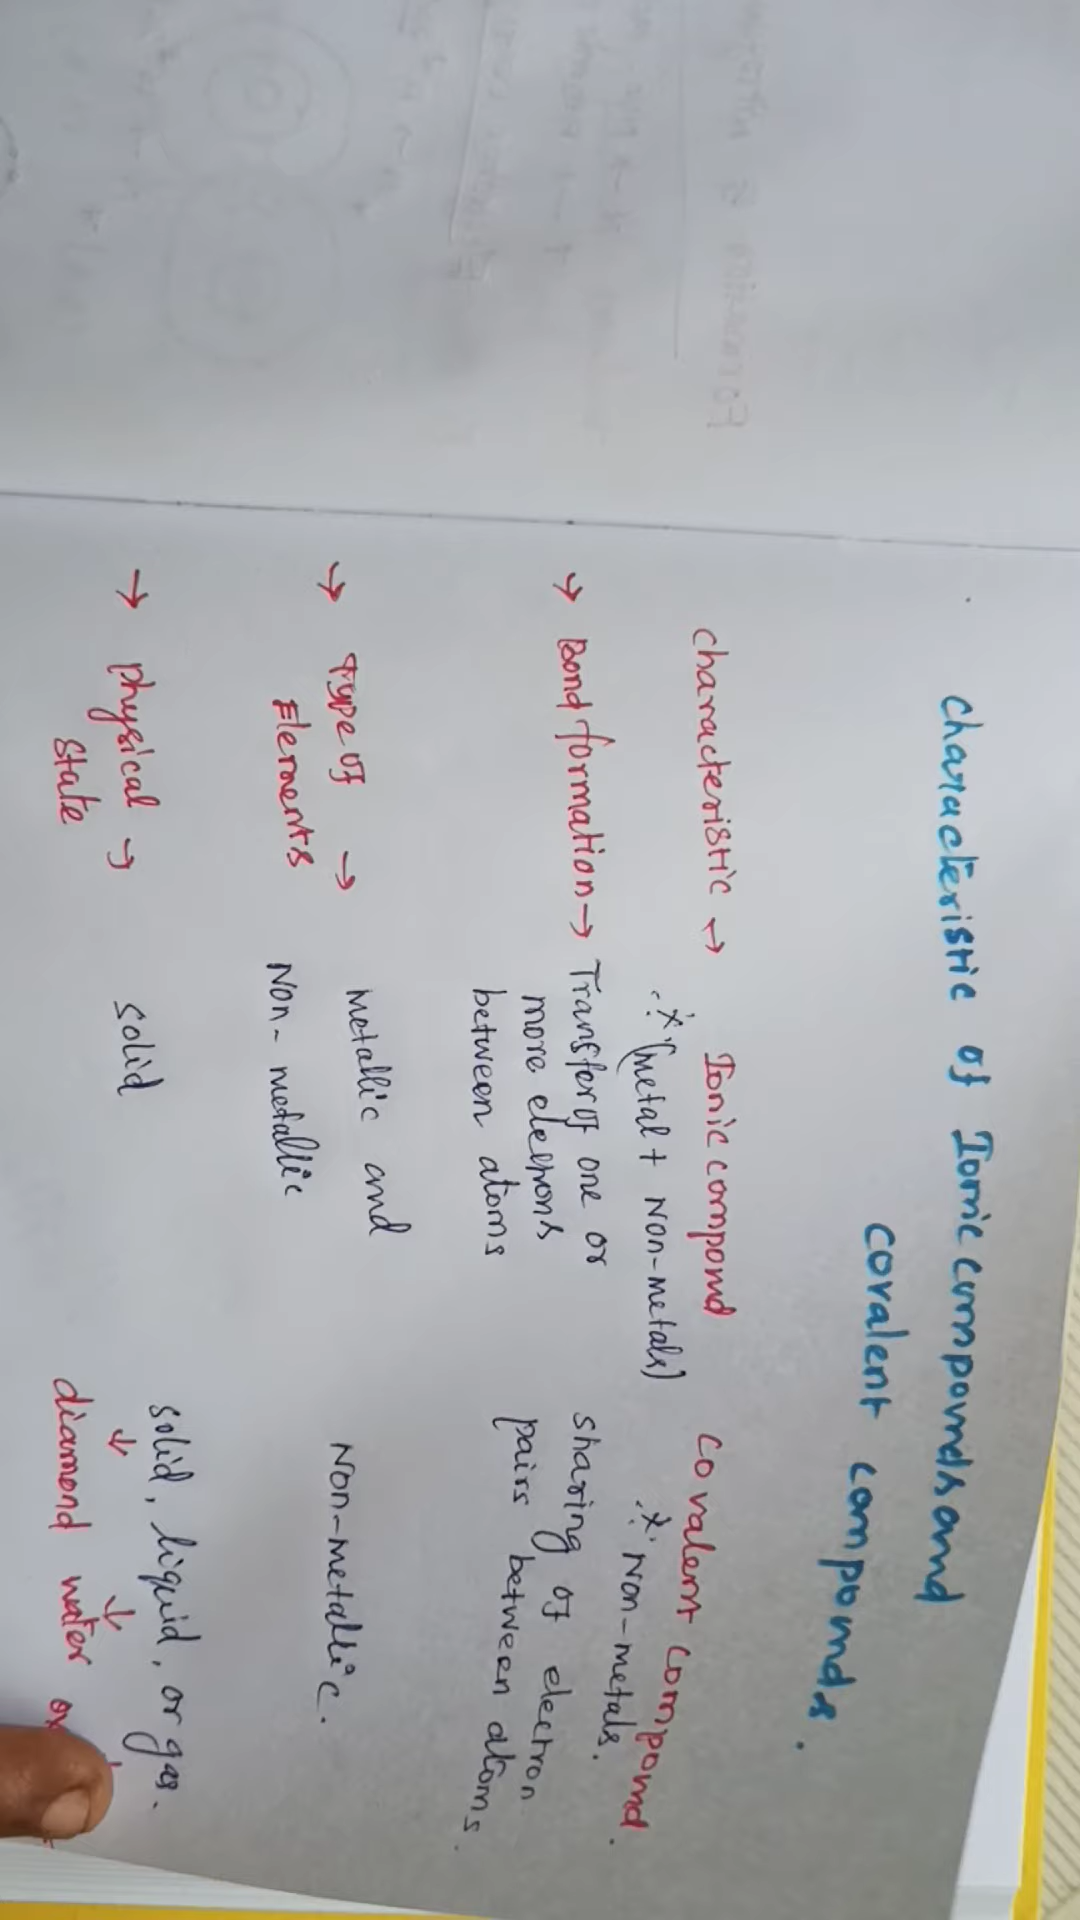 characteristic of Ionic compounds and
covalent compounds.
characteristic → Ionic compound covalent compound.
(metal + Non-metals) Non-metals.
→ Bond formation → Transfer of one or sharing of electron
more electrons pairs between atoms.
between atoms
→ Type of → metallic and Non-metallic.
Elements Non-metallic
→ physical → solid solid, liquid, or gas.
state ↓ ↓
diamond water